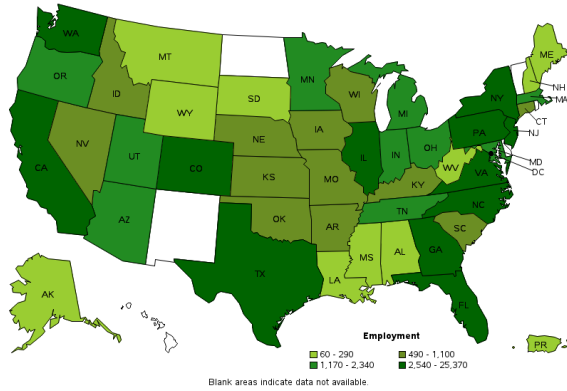 WA
MT
ME
OR
ID
WY
SD
MN
WI
MI
NY
NH
MA
CT
NV
UT
CO
NE
IA
IL
IN
OH
PA
NJ
MD
DC
CA
KS
MO
KY
WV
VA
AZ
OK
AR
TN
NC
SC
TX
LA
MS
AL
GA
FL
AK
PR
Employment
60 - 290
490 - 1,100
1,170 - 2,340
2,540 - 25,370
Blank areas indicate data not available.